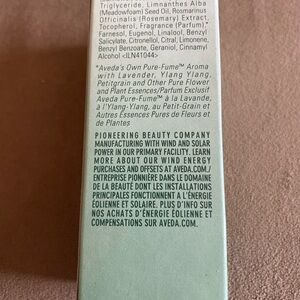 Triglyceride, Limnanthes Alba
(Meadowfoam) Seed Oil, Rosmarinus
Officinalis (Rosemary) Extract,
Tocopherol, Fragrance (Parfum),*
Farnesol, Eugenol, Linalool, Benzyl
Salicylate, Citronellol, Citral, Limonene,
Benzyl Benzoate, Geraniol, Cinnamyl
Alcohol <ILN41044>
*Aveda's Own Pure-Fume™ Aroma
with Lavender, Ylang Ylang,
Petitgrain and Other Pure Flower
and Plant Essences/Parfum Exclusif
Aveda Pure-Fume™ à la Lavande,
à l'Ylang-Ylang, au Petit-Grain et
Autres Essences Pures de Fleurs et
de Plantes
PIONEERING BEAUTY COMPANY
MANUFACTURING WITH WIND AND SOLAR
POWER IN OUR PRIMARY FACILITY. LEARN
MORE ABOUT OUR WIND ENERGY
PURCHASES AND OFFSETS AT AVEDA.COM./
ENTREPRISE PIONNIÈRE DANS LE DOMAINE
DE LA BEAUTÉ DONT LES INSTALLATIONS
PRINCIPALES FONCTIONNENT À L'ÉNERGIE
ÉOLIENNE ET SOLAIRE. PLUS D'INFO SUR
NOS ACHATS D'ÉNERGIE ÉOLIENNE ET
COMPENSATIONS SUR AVEDA.COM.